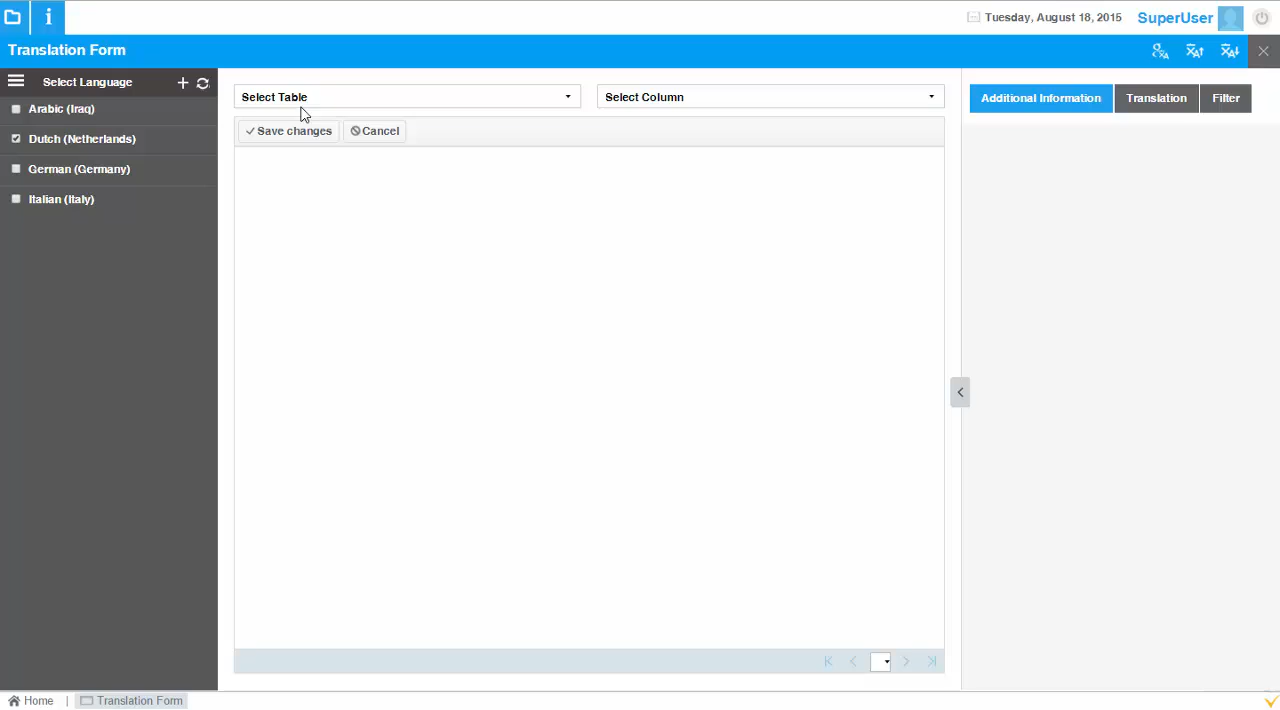 Tuesday, August 18, 2015 SuperUser
Translation Form
Select Language
Arabic (Iraq)
Dutch (Netherlands)
German (Germany)
Italian (Italy)
Select Table
Select Column
Save changes
Cancel
Additional Information
Translation
Filter
Home | Translation Form